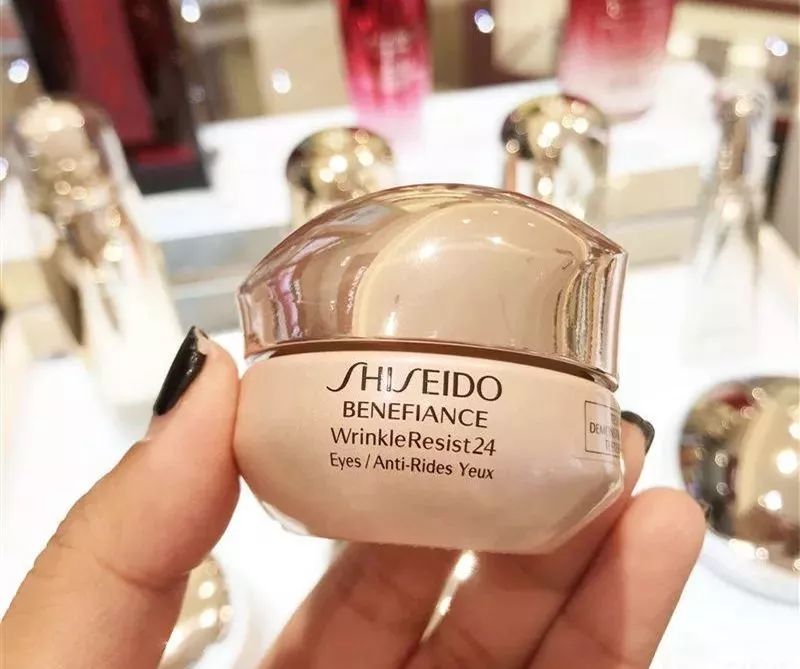 SHISEIDO
BENEFIANCE
WrinkleResist24
Eyes / Anti-Rides Yeux